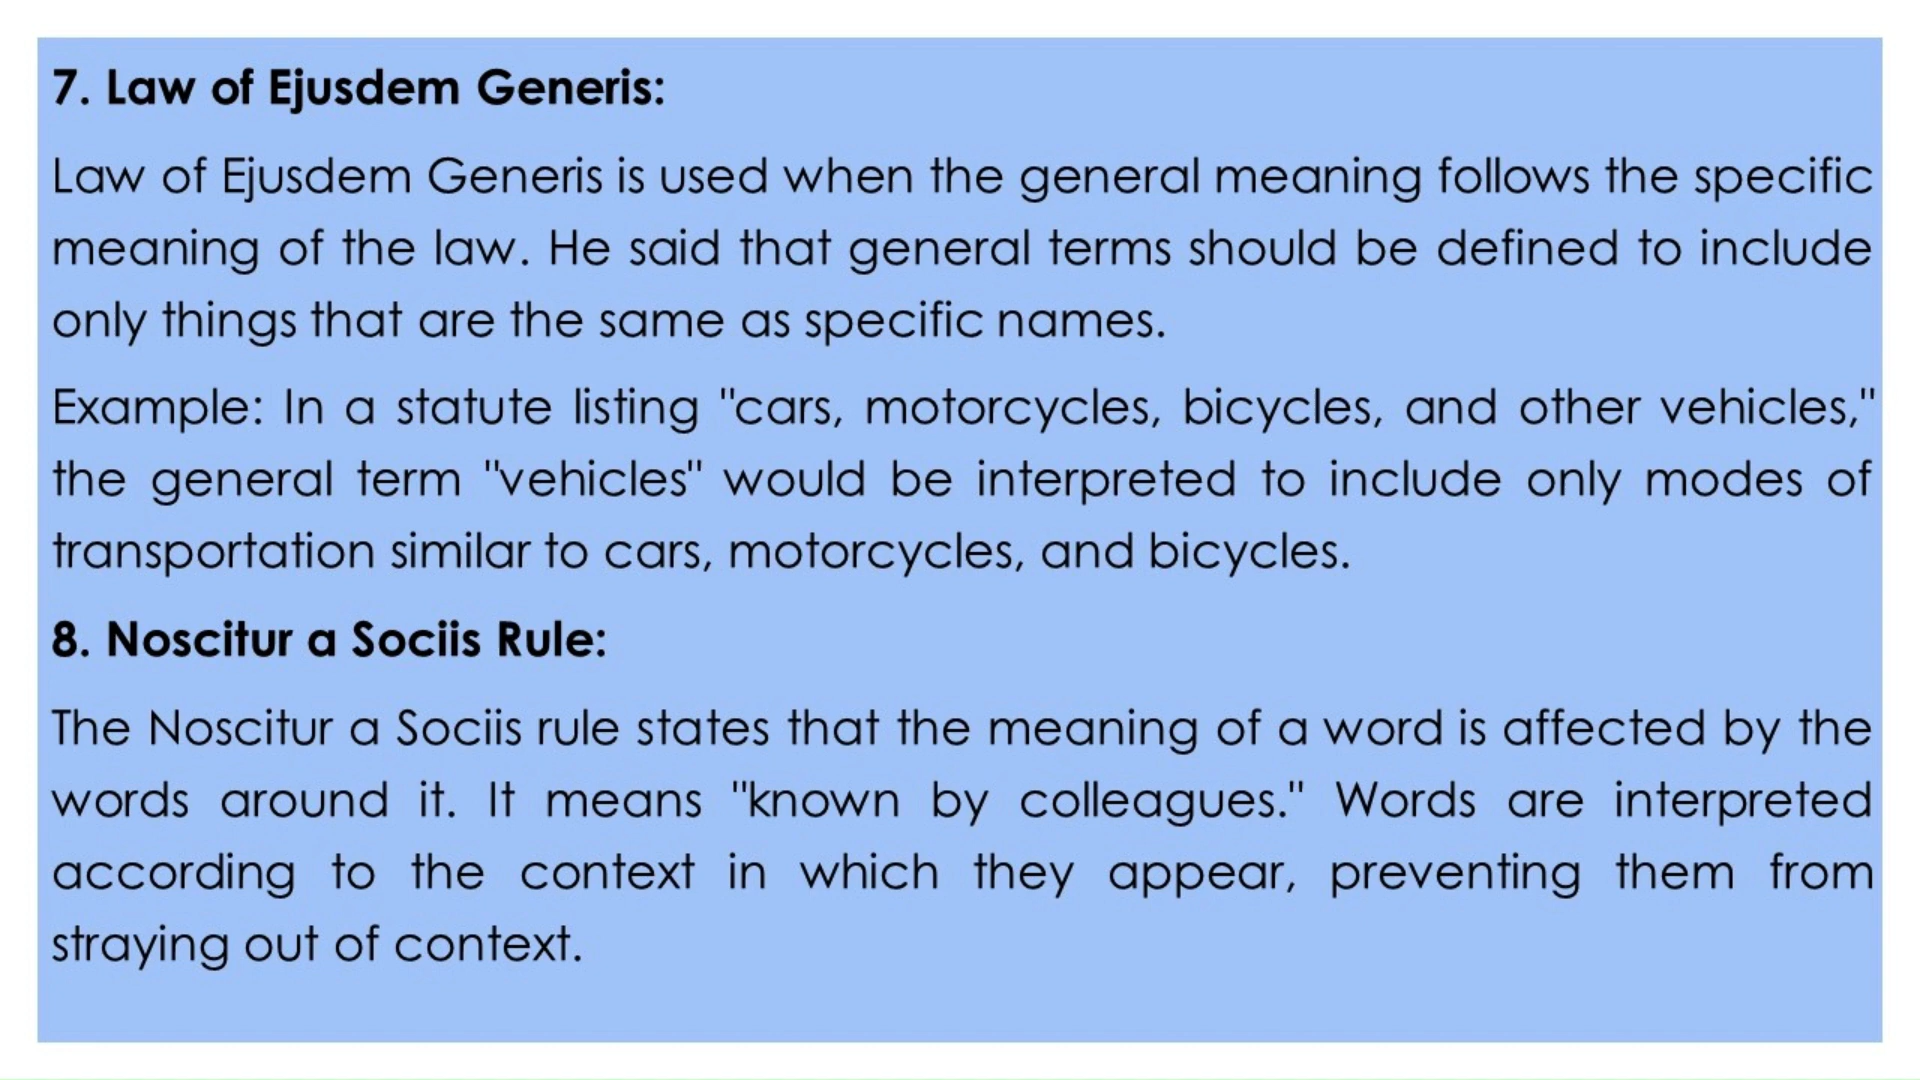 7. Law of Ejusdem Generis:
Law of Ejusdem Generis is used when the general meaning follows the specific
meaning of the law. He said that general terms should be defined to include
only things that are the same as specific names.
Example: In a statute listing "cars, motorcycles, bicycles, and other vehicles,"
the general term "vehicles" would be interpreted to include only modes of
transportation similar to cars, motorcycles, and bicycles.
8. Noscitur a Sociis Rule:
The Noscitur a Sociis rule states that the meaning of a word is affected by the
words around it. It means "known by colleagues." Words are interpreted
according to the context in which they appear, preventing them from
straying out of context.